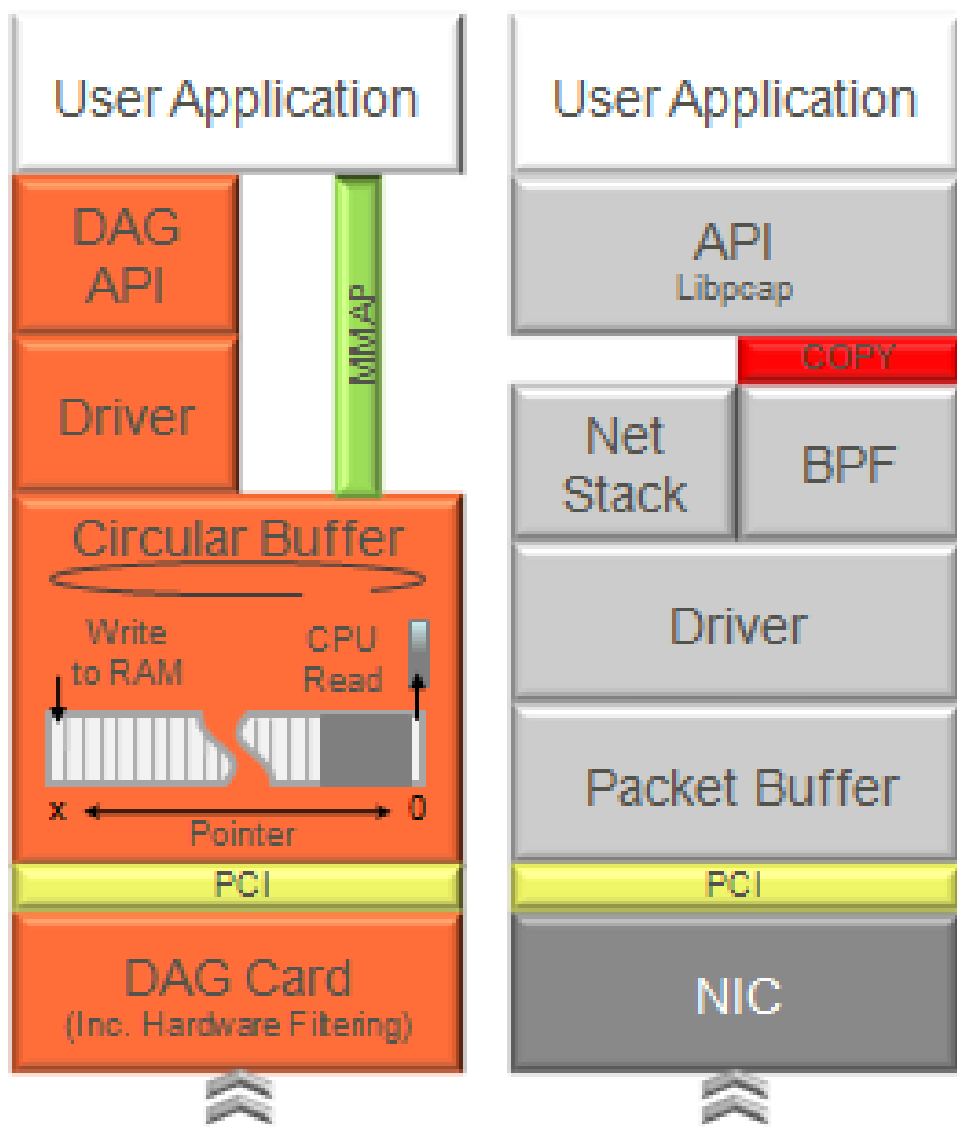 User Application
DAG
API
MMAP
Driver
Circular Buffer
Write
to RAM
CPU
Read
x
0
Pointer
PCI
DAG Card
(Inc. Hardware Filtering)
User Application
API
Libpcap
COPY
Net
Stack
BPF
Driver
Packet Buffer
PCI
NIC